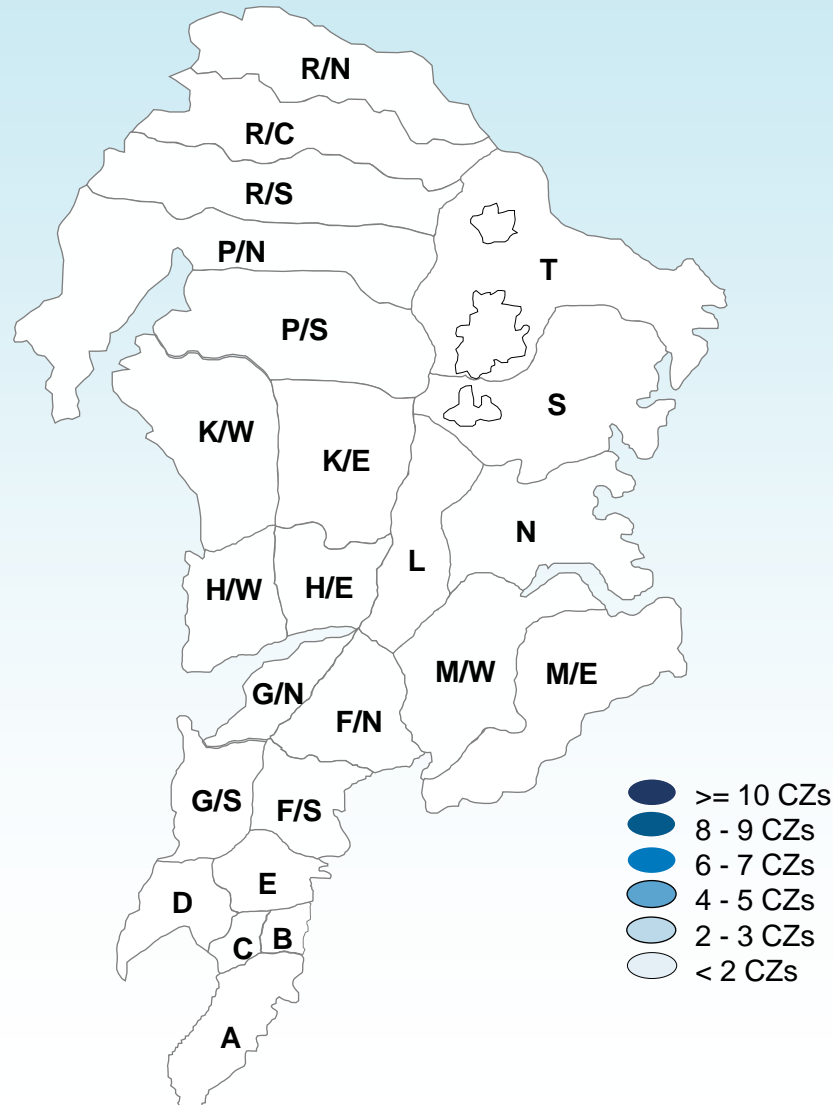 R/N
R/C
R/S
P/N
T
P/S
S
K/W
K/E
N
L
H/W
H/E
M/W
M/E
G/N
F/N
G/S
F/S
E
D
B
C
A
>= 10 CZs
8 - 9 CZs
6 - 7 CZs
4 - 5 CZs
2 - 3 CZs
< 2 CZs